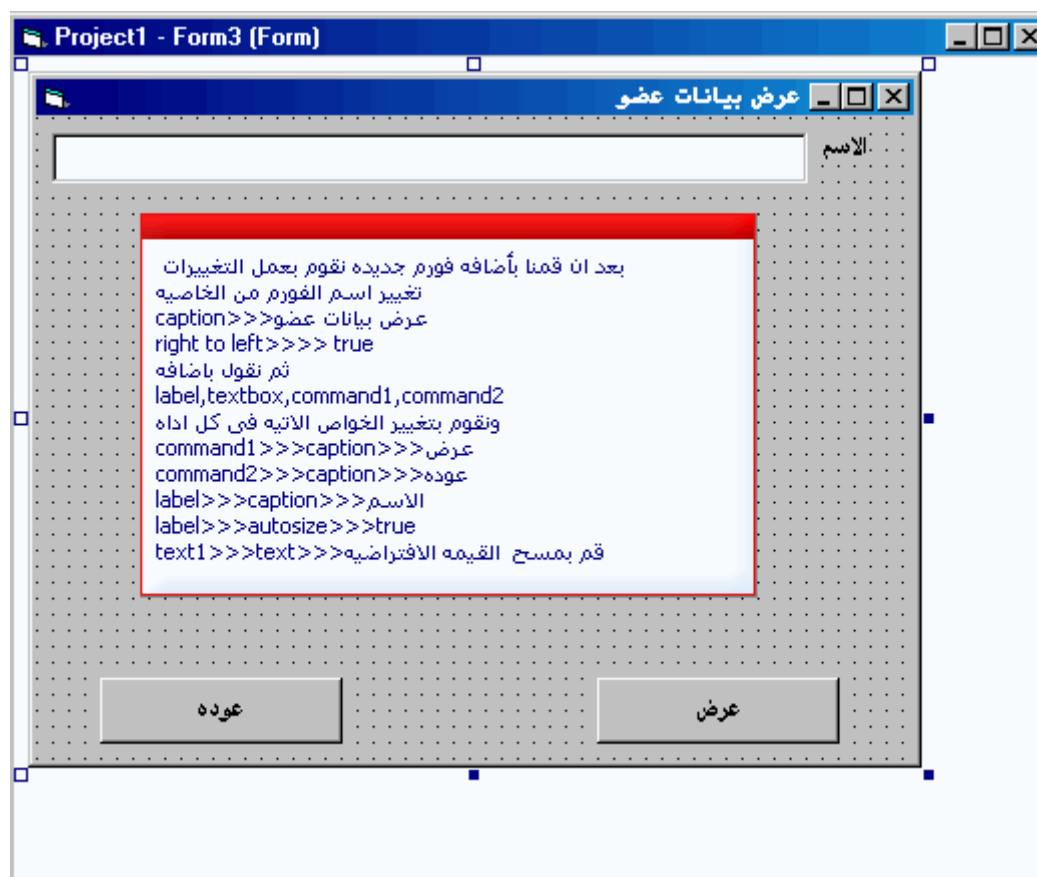 Project1 - Form3 (Form)
عرض بيانات عضو
الاسم
بعد ان قمنا بأضافه فورم جديده نقوم بعمل التغييرات
تغيير اسم الفورم من الخاصيه
caption>>>عرض بيانات عضو
right to left>>>> true
ثم نقول باضافه
label,textbox,command1,command2
ونقوم بتغيير الخواص الاتيه فى كل اداه
command1>>>caption>>>عرض
command2>>>caption>>>عوده
label>>>caption>>>الاسم
label>>>autosize>>>true
text1>>>text>>>قم بمسح القيمه الافتراضيه
عرض
عوده